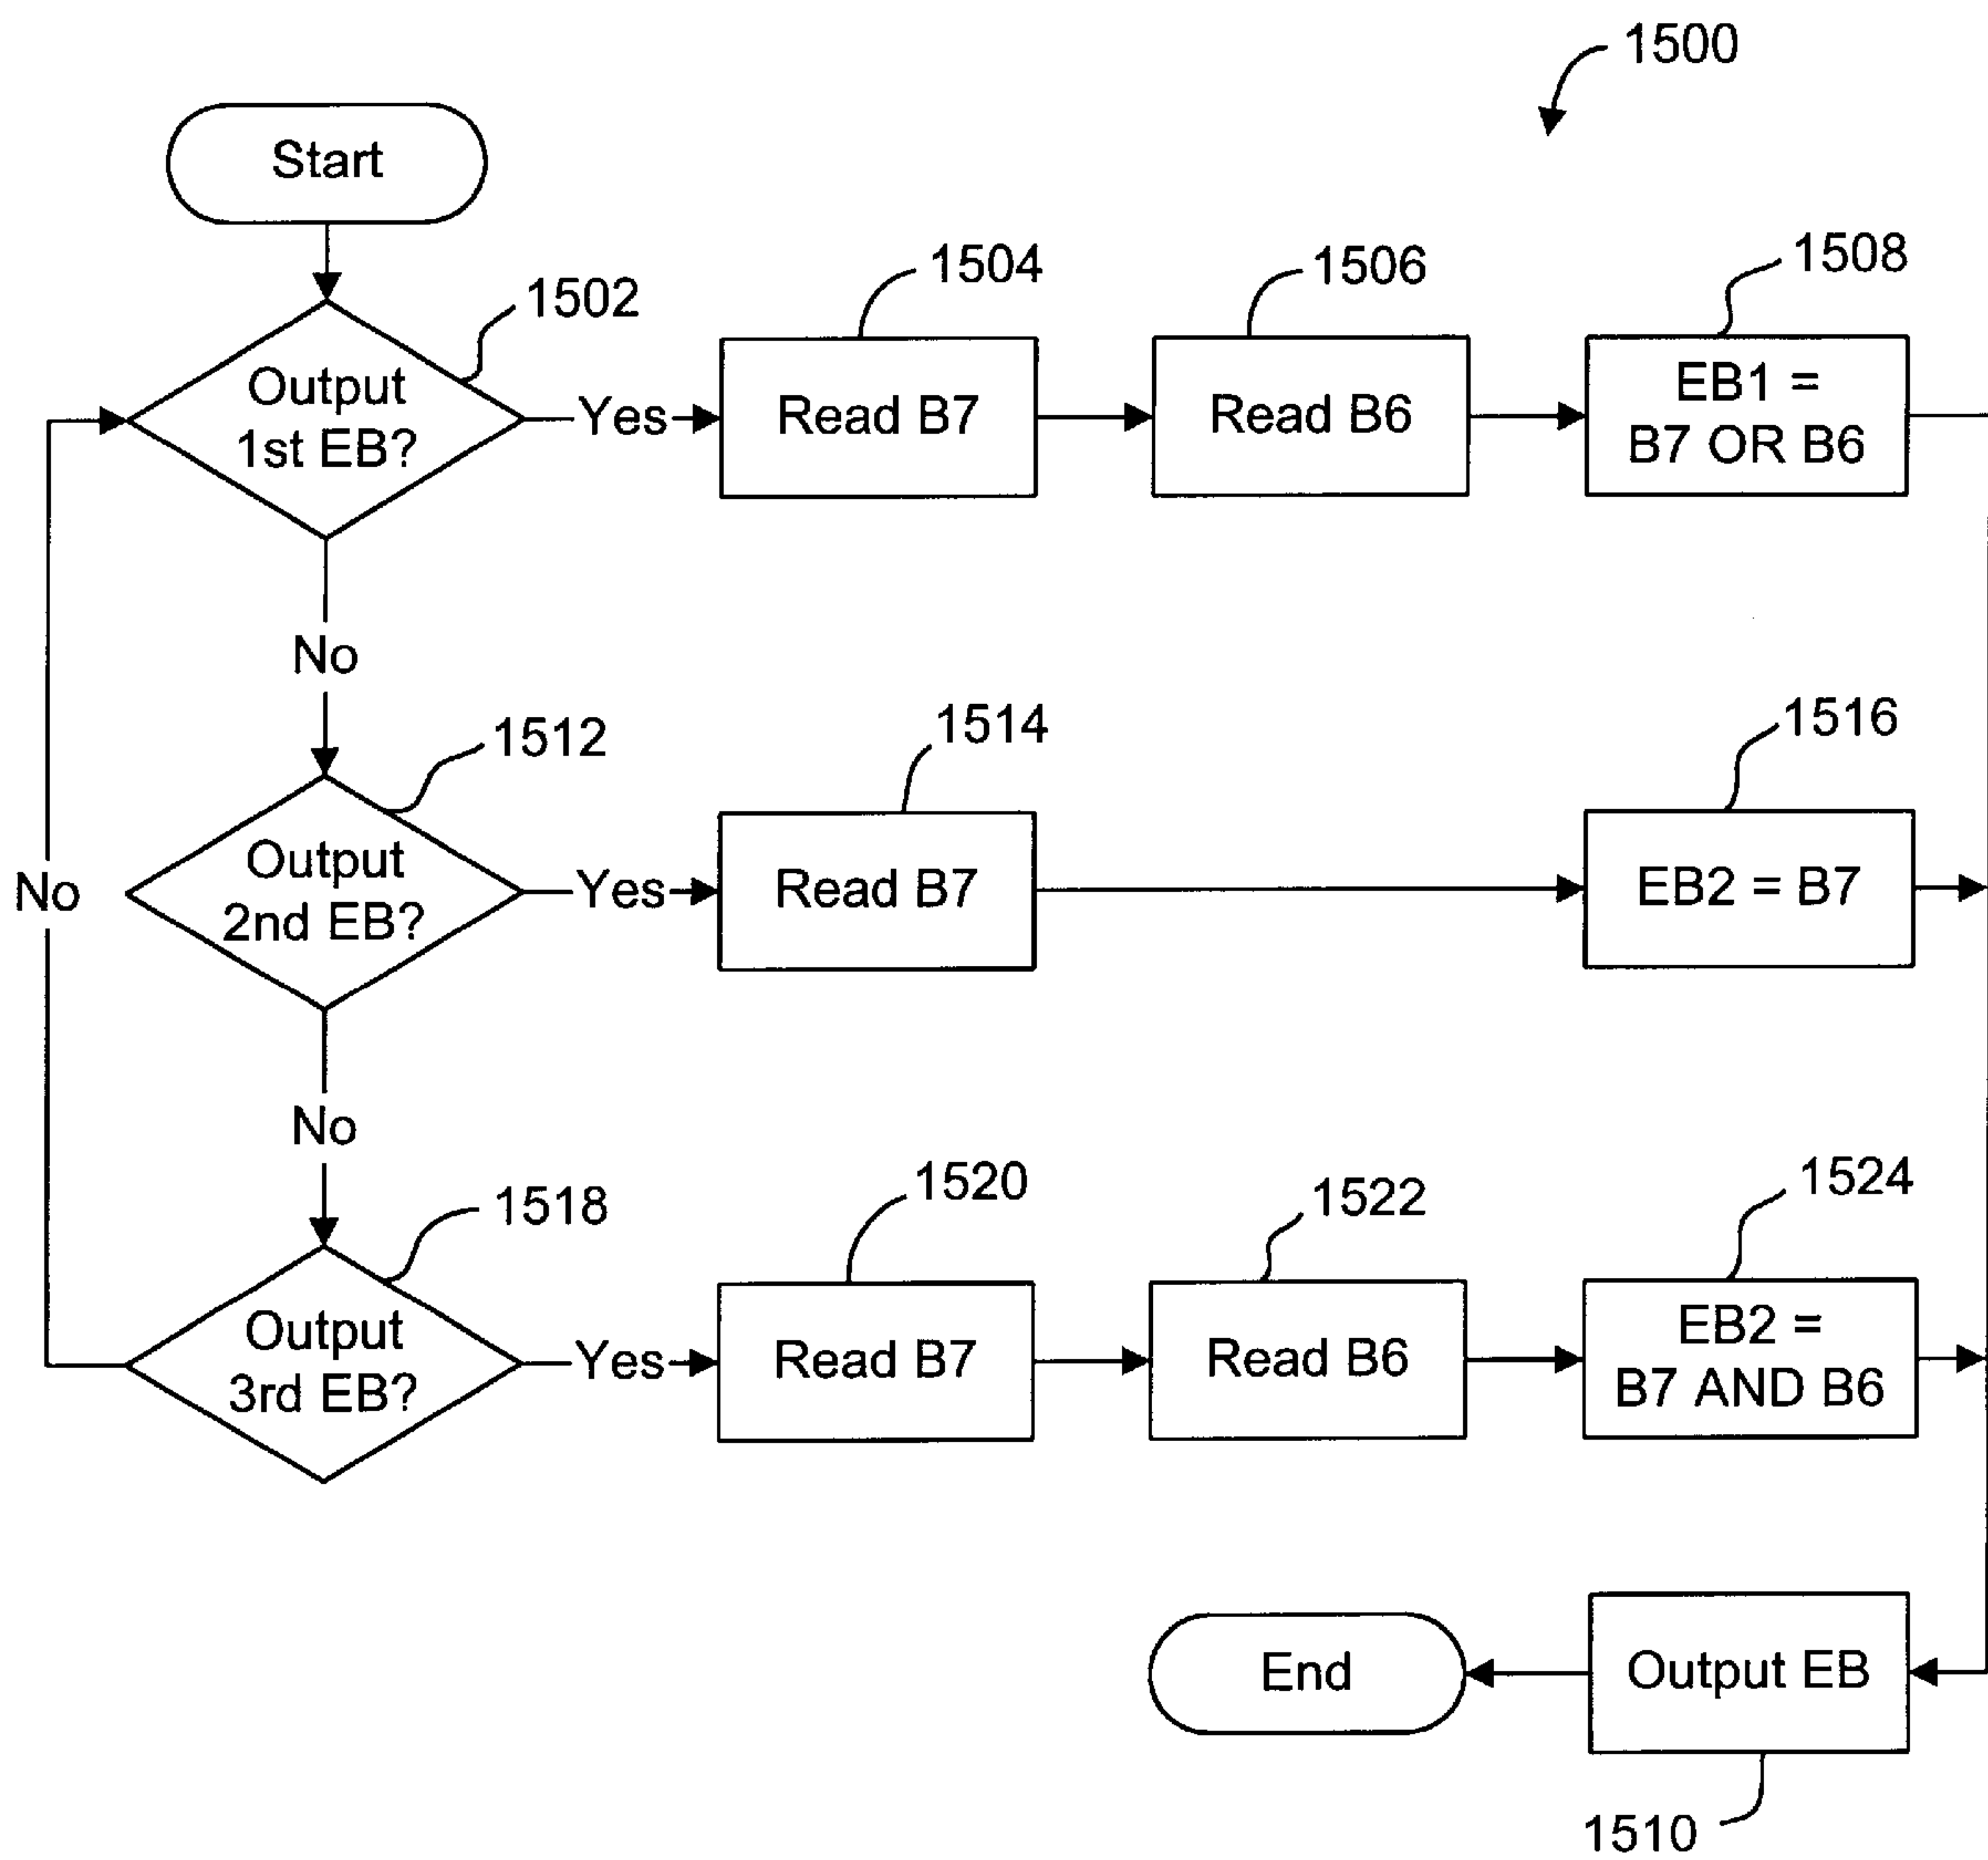 1500
Start
1502
1504
1506
1508
Output
1st EB?
Yes
Read B7
Read B6
EB1 =
B7 OR B6
No
1512
1514
1516
Output
2nd EB?
Yes
Read B7
EB2 = B7
No
No
1518
1520
1522
1524
Output
3rd EB?
Yes
Read B7
Read B6
EB2 =
B7 AND B6
End
Output EB
1510